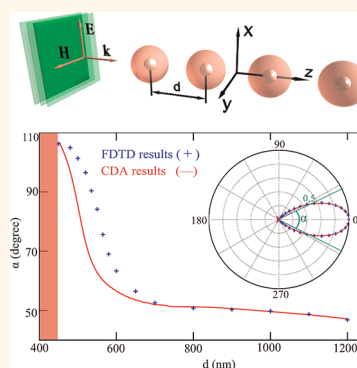 E
H
k
d
x
y
z
110
90
70
50
400
600
800
1000
1200
α (degree)
d (nm)
FDTD results (+)
CDA results (—)
90
180
270
0
0.5
α